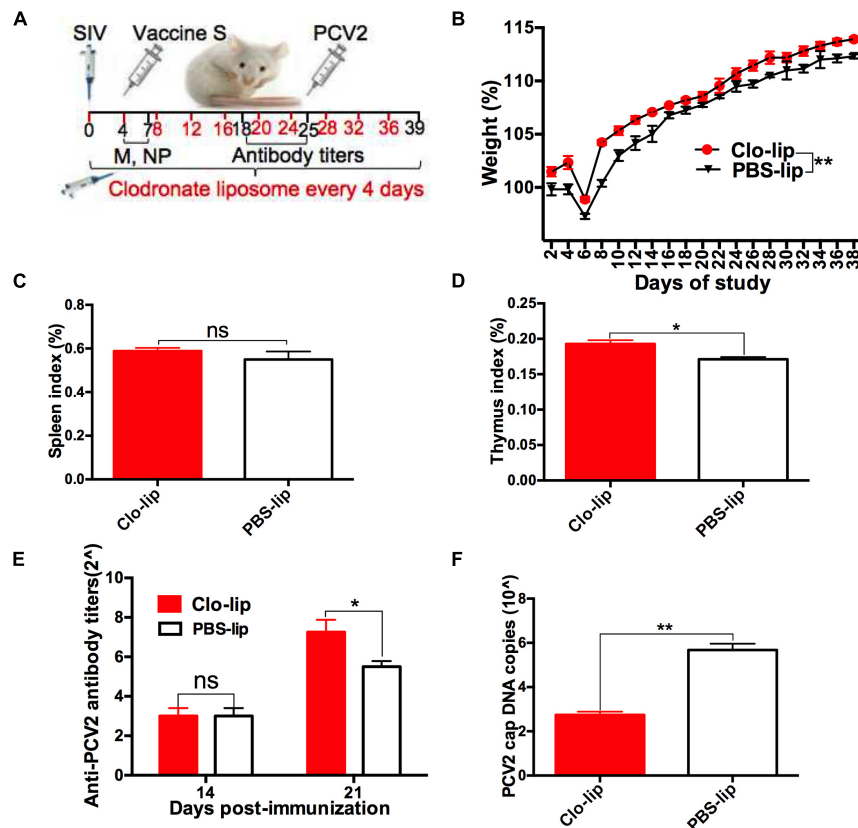 A
SIV
Vaccine S
PCV2
0
4
7
8
12
16
18
20
24
25
28
32
36
39
M, NP
Antibody titers
Clodronate liposome every 4 days
B
Weight (%)
115
110
105
100
Clo-lip
PBS-lip
**
2 4 6 8 10 12 14 16 18 20 22 24 26 28 30 32 34 36 38
Days of study
C
Spleen index (%)
0.8
0.6
0.4
0.2
0.0
ns
Clo-lip
PBS-lip
D
Thymus index (%)
0.25
0.20
0.15
0.10
0.05
0.00
*
Clo-lip
PBS-lip
E
Anti-PCV2 antibody titers(2^)
10
8
6
4
2
0
Clo-lip
PBS-lip
ns
*
14
21
Days post-immunization
F
PCV2 cap DNA copies (10^)
8
6
4
2
0
**
Clo-lip
PBS-lip